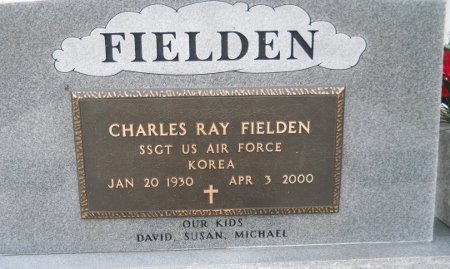 FIELDEN
CHARLES RAY FIELDEN
SSGT US AIR FORCE
KOREA
JAN 20 1930 APR 3 2000
OUR KIDS
DAVID, SUSAN, MICHAEL